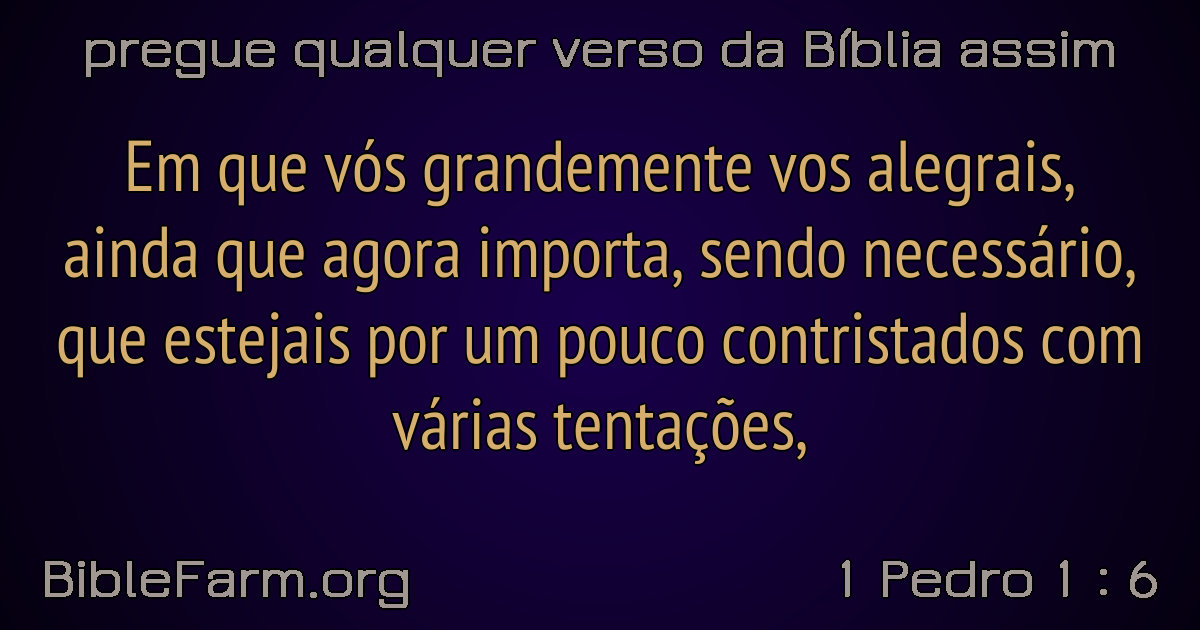 pregue qualquer verso da Bíblia assim
Em que vós grandemente vos alegrais,
ainda que agora importa, sendo necessário,
que estejais por um pouco contristados com
várias tentações,
BibleFarm.org
1 Pedro 1 : 6